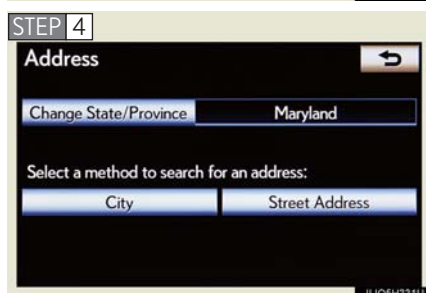 STEP 4
Address
Change State/Province Maryland
Select a method to search for an address:
City Street Address